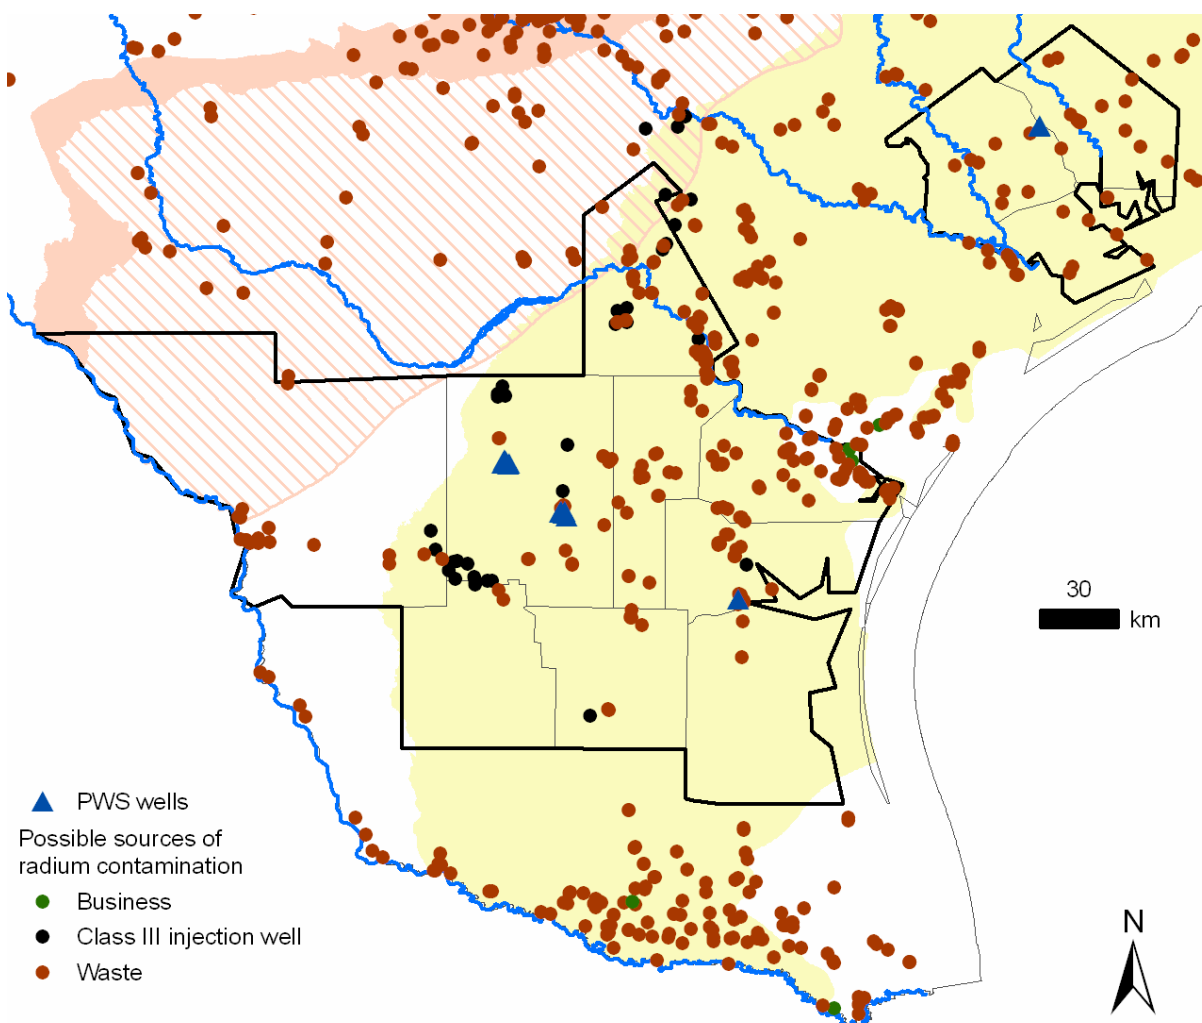 30
km
PWS wells
Possible sources of
radium contamination
Business
Class III injection well
Waste
N